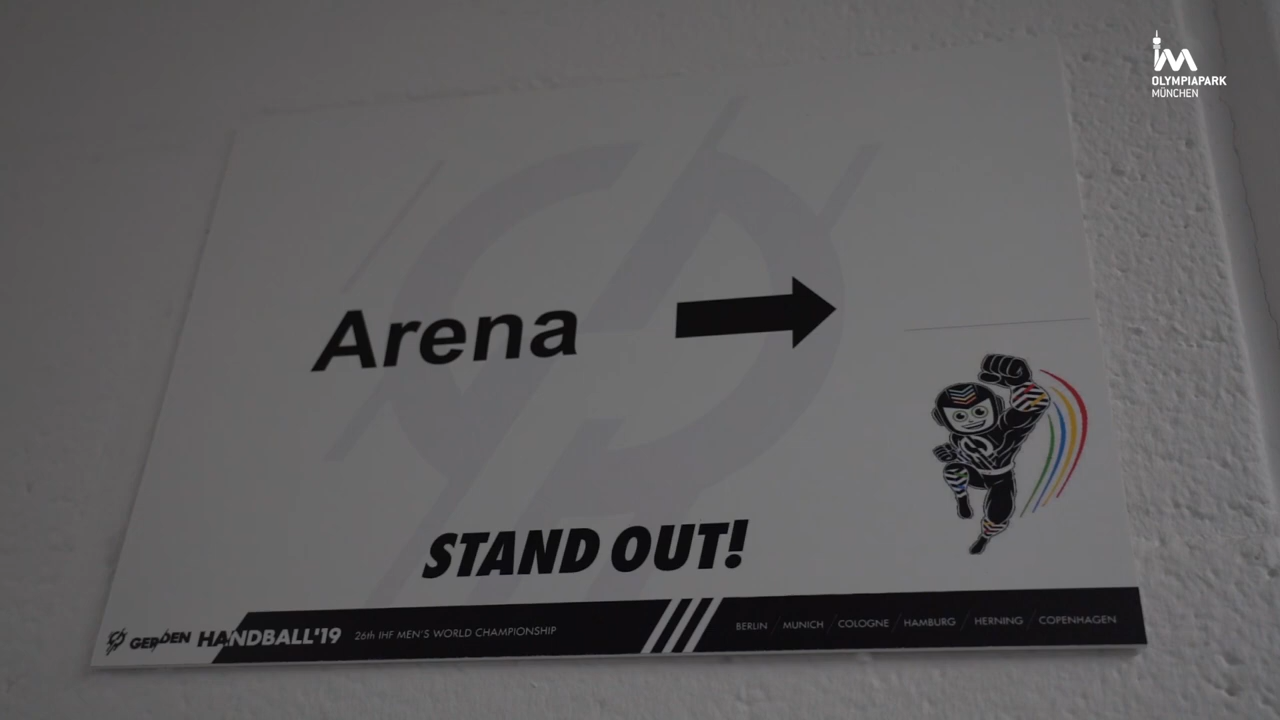 OLYMPIAPARK
MÜNCHEN
Arena
STAND OUT!
GER DEN HANDBALL'19 26th IHF MEN'S WORLD CHAMPIONSHIP BERLIN / MUNICH / COLOGNE / HAMBURG / HERNING / COPENHAGEN